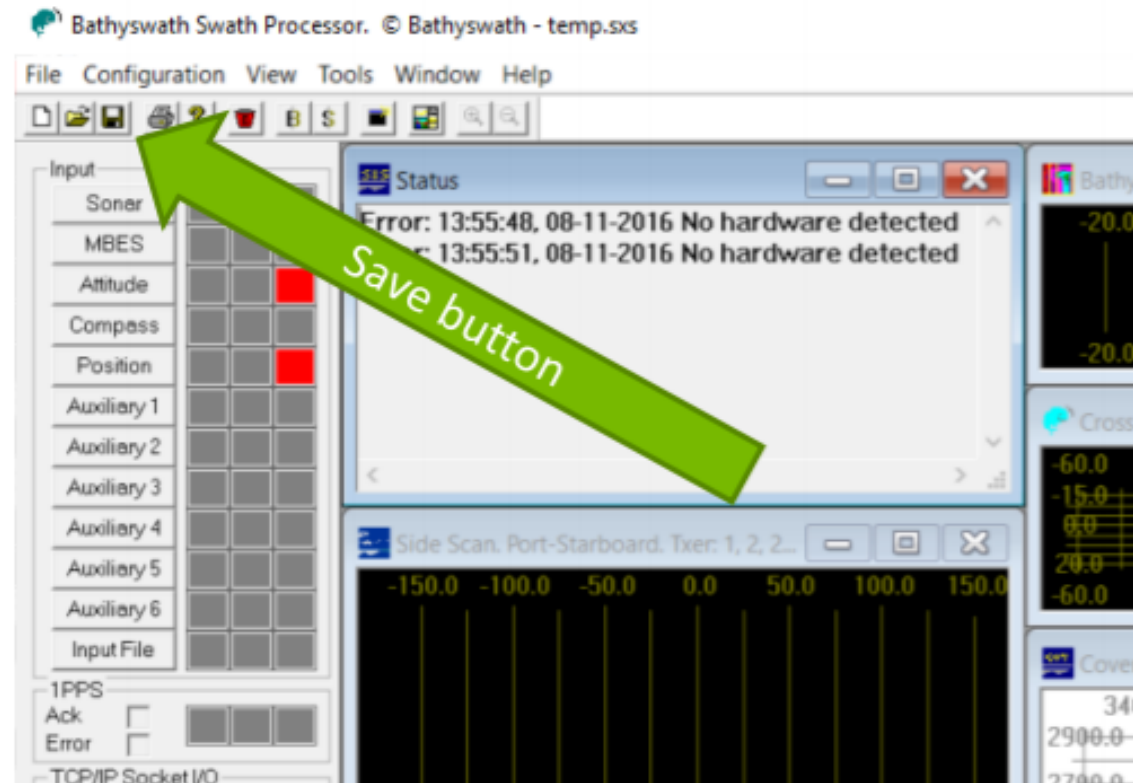 Bathyswath Swath Processor. © Bathyswath - temp.sxs
File Configuration View Tools Window Help
B S
Input
Sonar
MBES
Attitude
Compass
Position
Auxiliary 1
Auxiliary 2
Auxiliary 3
Auxiliary 4
Auxiliary 5
Auxiliary 6
Input File
1PPS
Ack
Error
TCP/IP Socket I/O
SXS Status
Error: 13:55:48, 08-11-2016 No hardware detected
13:55:51, 08-11-2016 No hardware detected
Save button
Side Scan. Port-Starboard. Txer: 1, 2, 2...
-150.0 -100.0 -50.0 0.0 50.0 100.0 150.0
Bathy
-20.0
-20.0
Cross
-60.0
-15.0
0.0
20.0
-60.0
Cove
340
2900.0
2700.0